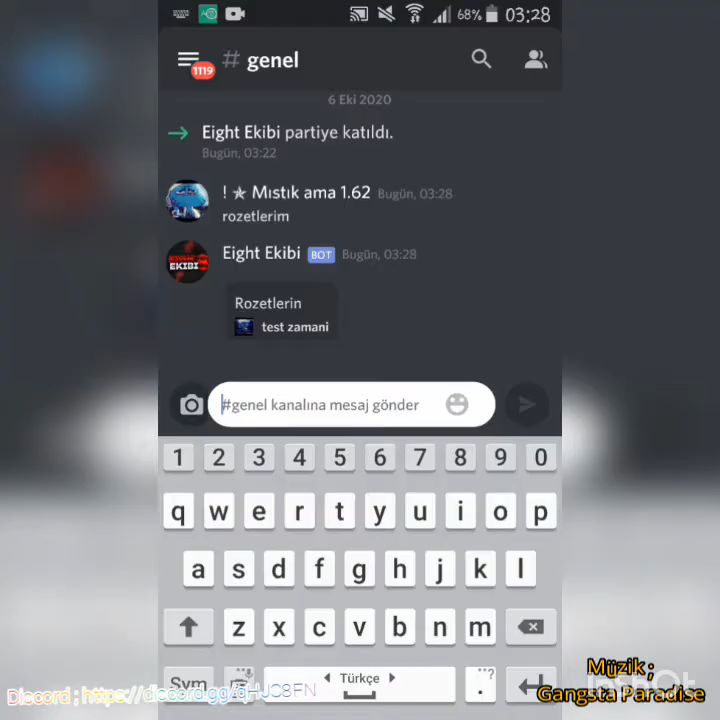 68% 03:28
1119 # genel
6 Eki 2020
Eight Ekibi partiye katıldı.
Bugün, 03:22
! ★ Mıstık ama 1.62 Bugün, 03:28
rozetlerim
Eight Ekibi BOT Bugün, 03:28
EKIBI
Rozetlerin
test zamani
#genel kanalına mesaj gönder
1 2 3 4 5 6 7 8 9 0
q w e r t y u i o p
a s d f g h j k l
z x c v b n m
Sym Türkçe . ...?
Müzik ;
Gangsta Paradise
InShOt